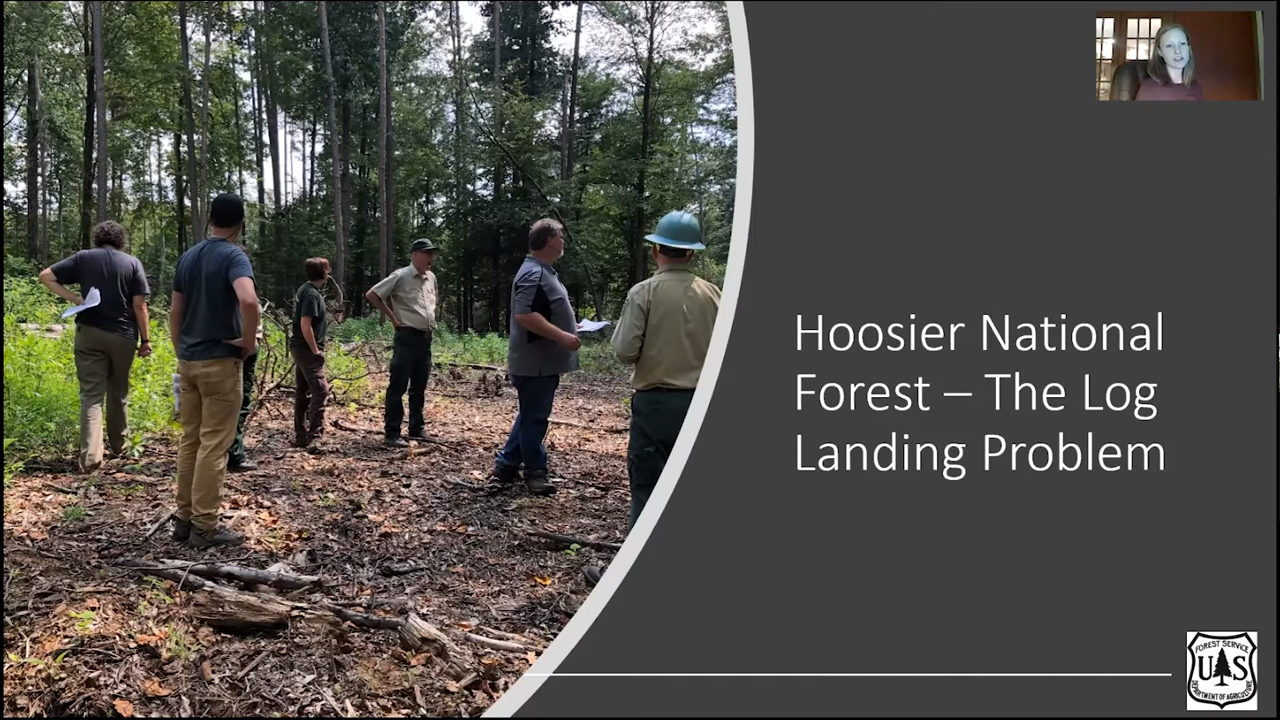 Hoosier National
Forest – The Log
Landing Problem
FOREST SERVICE
U S
DEPARTMENT OF AGRICULTURE